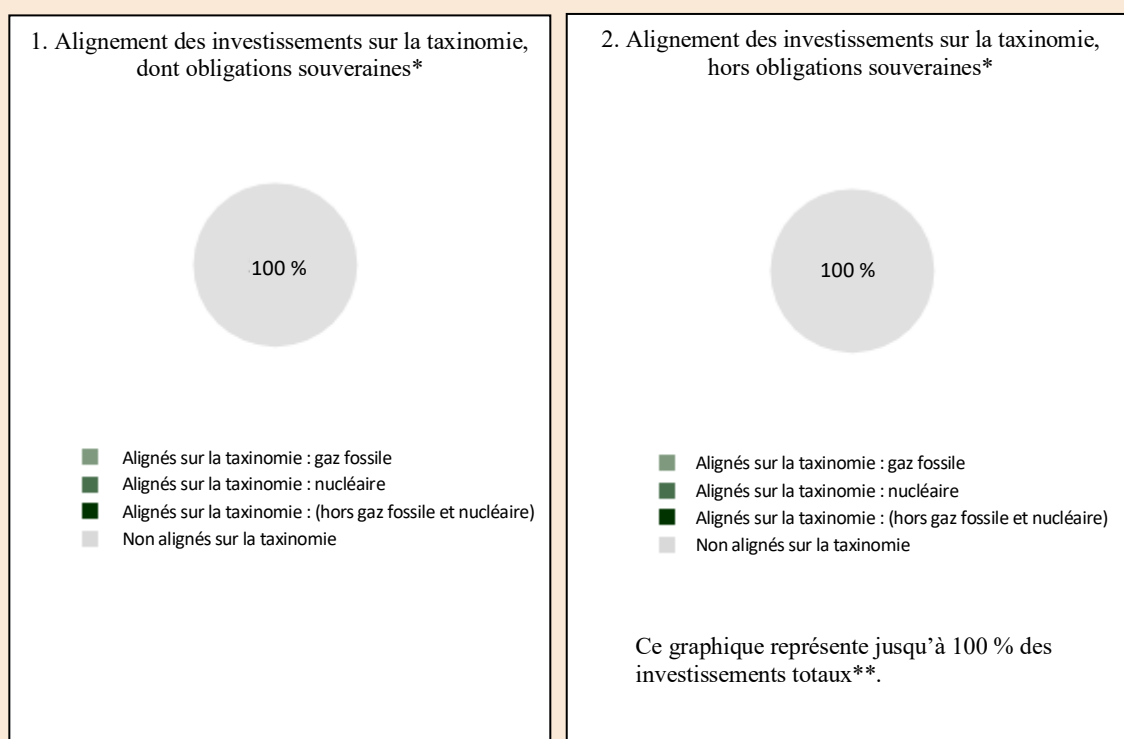 1. Alignement des investissements sur la taxinomie,
dont obligations souveraines*
100 %
Alignés sur la taxinomie : gaz fossile
Alignés sur la taxinomie : nucléaire
Alignés sur la taxinomie : (hors gaz fossile et nucléaire)
Non alignés sur la taxinomie
2. Alignement des investissements sur la taxinomie,
hors obligations souveraines*
100 %
Alignés sur la taxinomie : gaz fossile
Alignés sur la taxinomie : nucléaire
Alignés sur la taxinomie : (hors gaz fossile et nucléaire)
Non alignés sur la taxinomie
Ce graphique représente jusqu’à 100 % des
investissements totaux**.